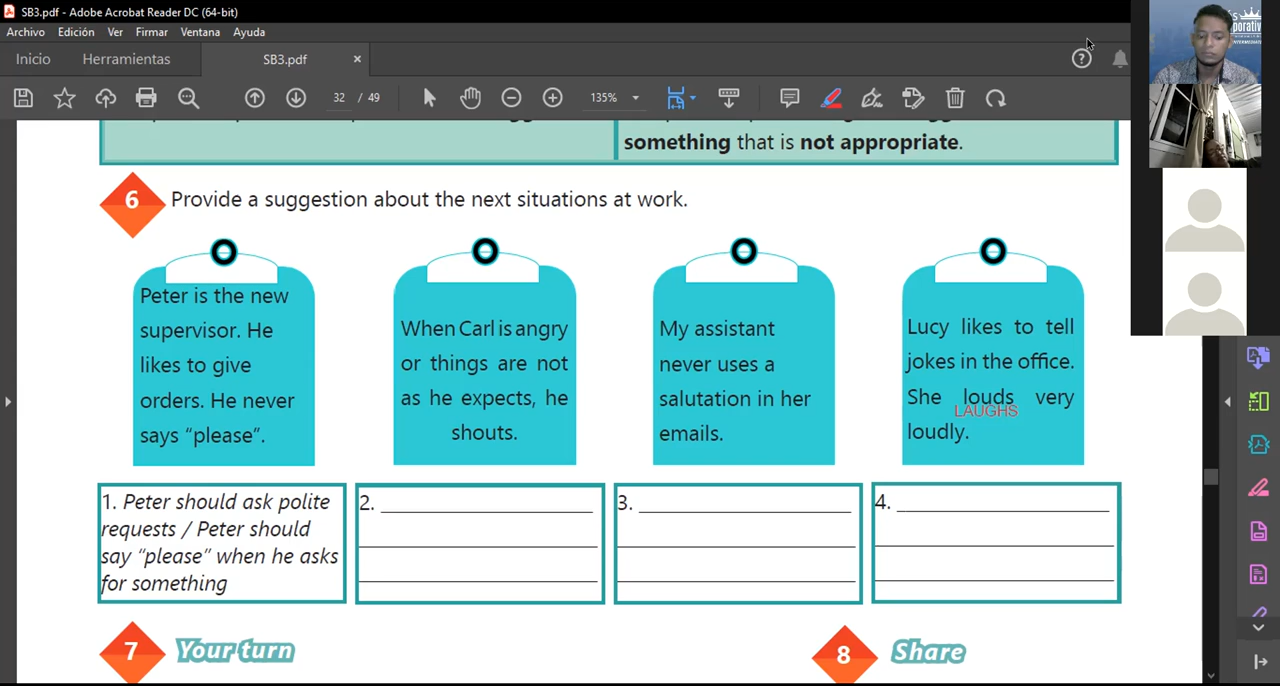 SB3.pdf - Adobe Acrobat Reader DC (64-bit)
Archivo Edición Ver Firmar Ventana Ayuda
Inicio Herramientas SB3.pdf ×
32 / 49 135%
something that is not appropriate.
6 Provide a suggestion about the next situations at work.
Peter is the new
supervisor. He
likes to give
orders. He never
says “please”.
When Carl is angry
or things are not
as he expects, he
shouts.
My assistant
never uses a
salutation in her
emails.
Lucy likes to tell
jokes in the office.
She louds very
LAUGHS
loudly.
1. Peter should ask polite
requests / Peter should
say “please” when he asks
for something
2. ____________________
3. ____________________
4. ____________________
7 Your turn
8 Share